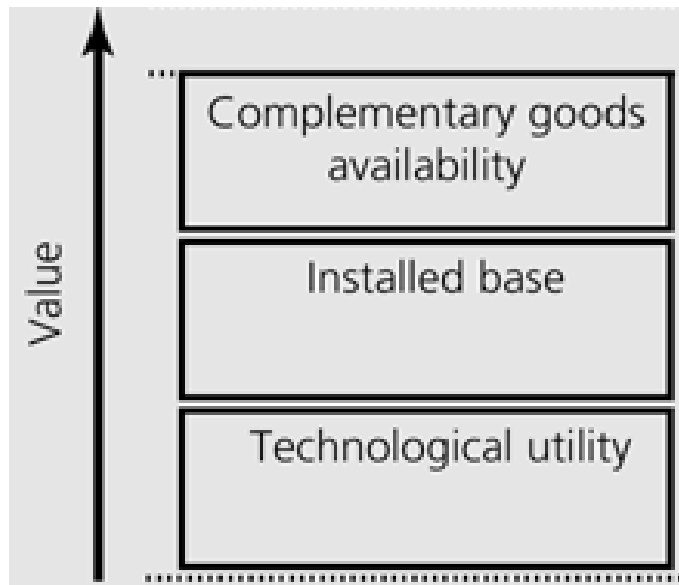 Complementary goods
availability
Installed base
Technological utility
Value